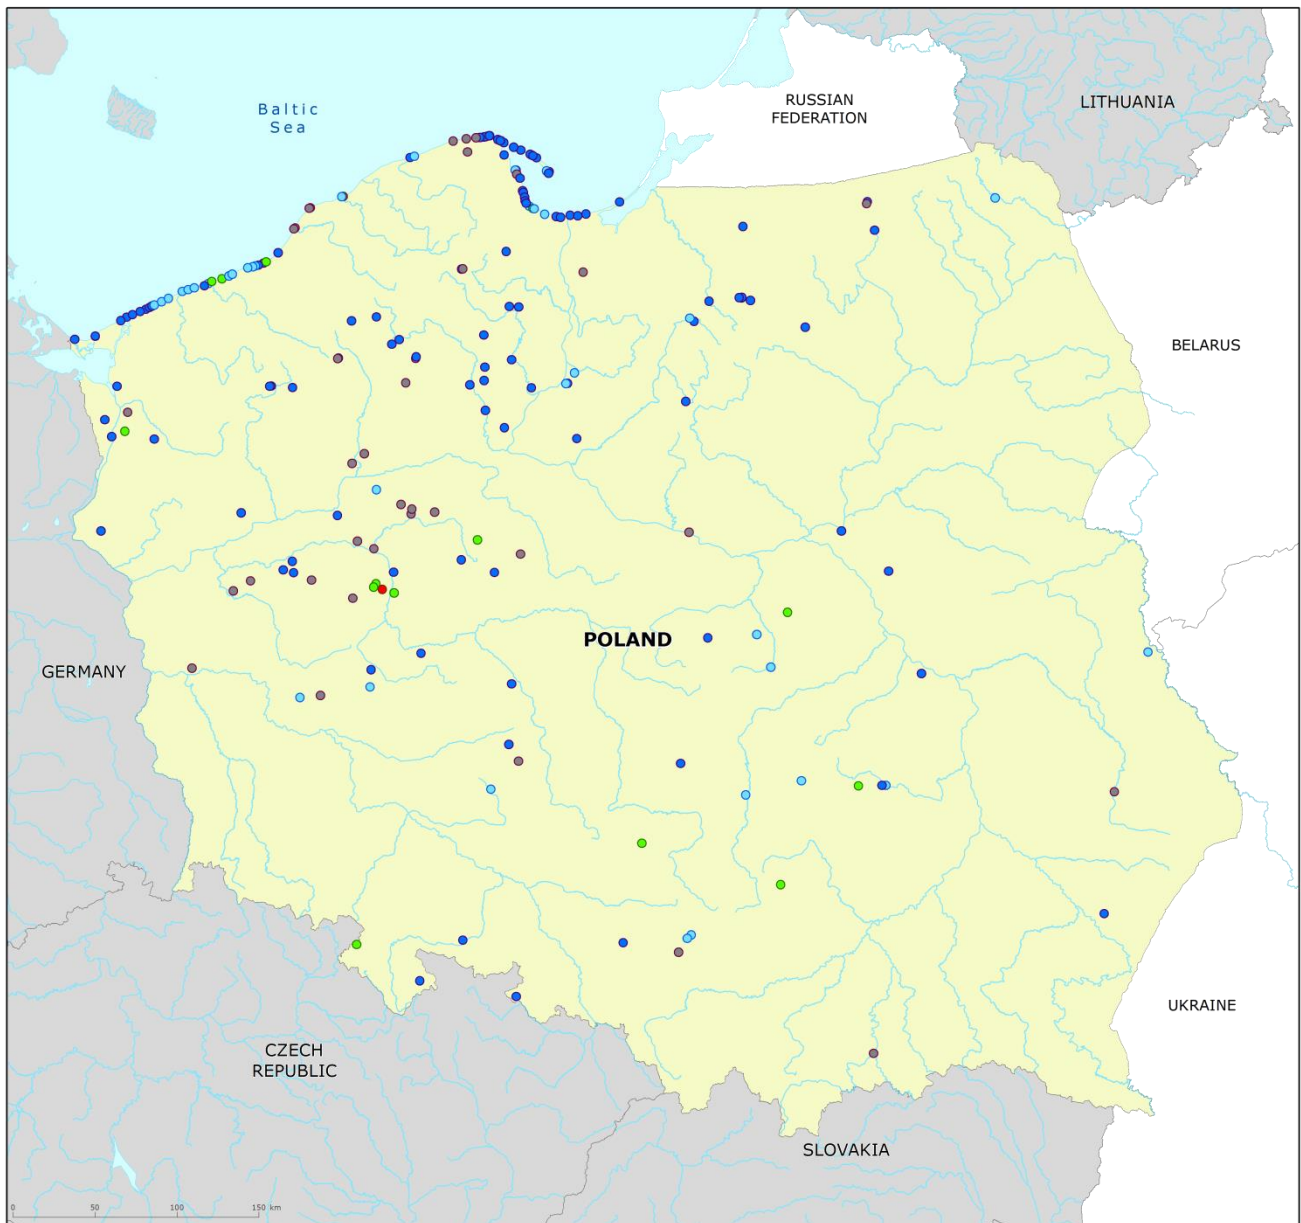 Baltic
Sea
RUSSIAN
FEDERATION
LITHUANIA
BELARUS
POLAND
GERMANY
UKRAINE
CZECH
REPUBLIC
SLOVAKIA
0 50 100 150 km